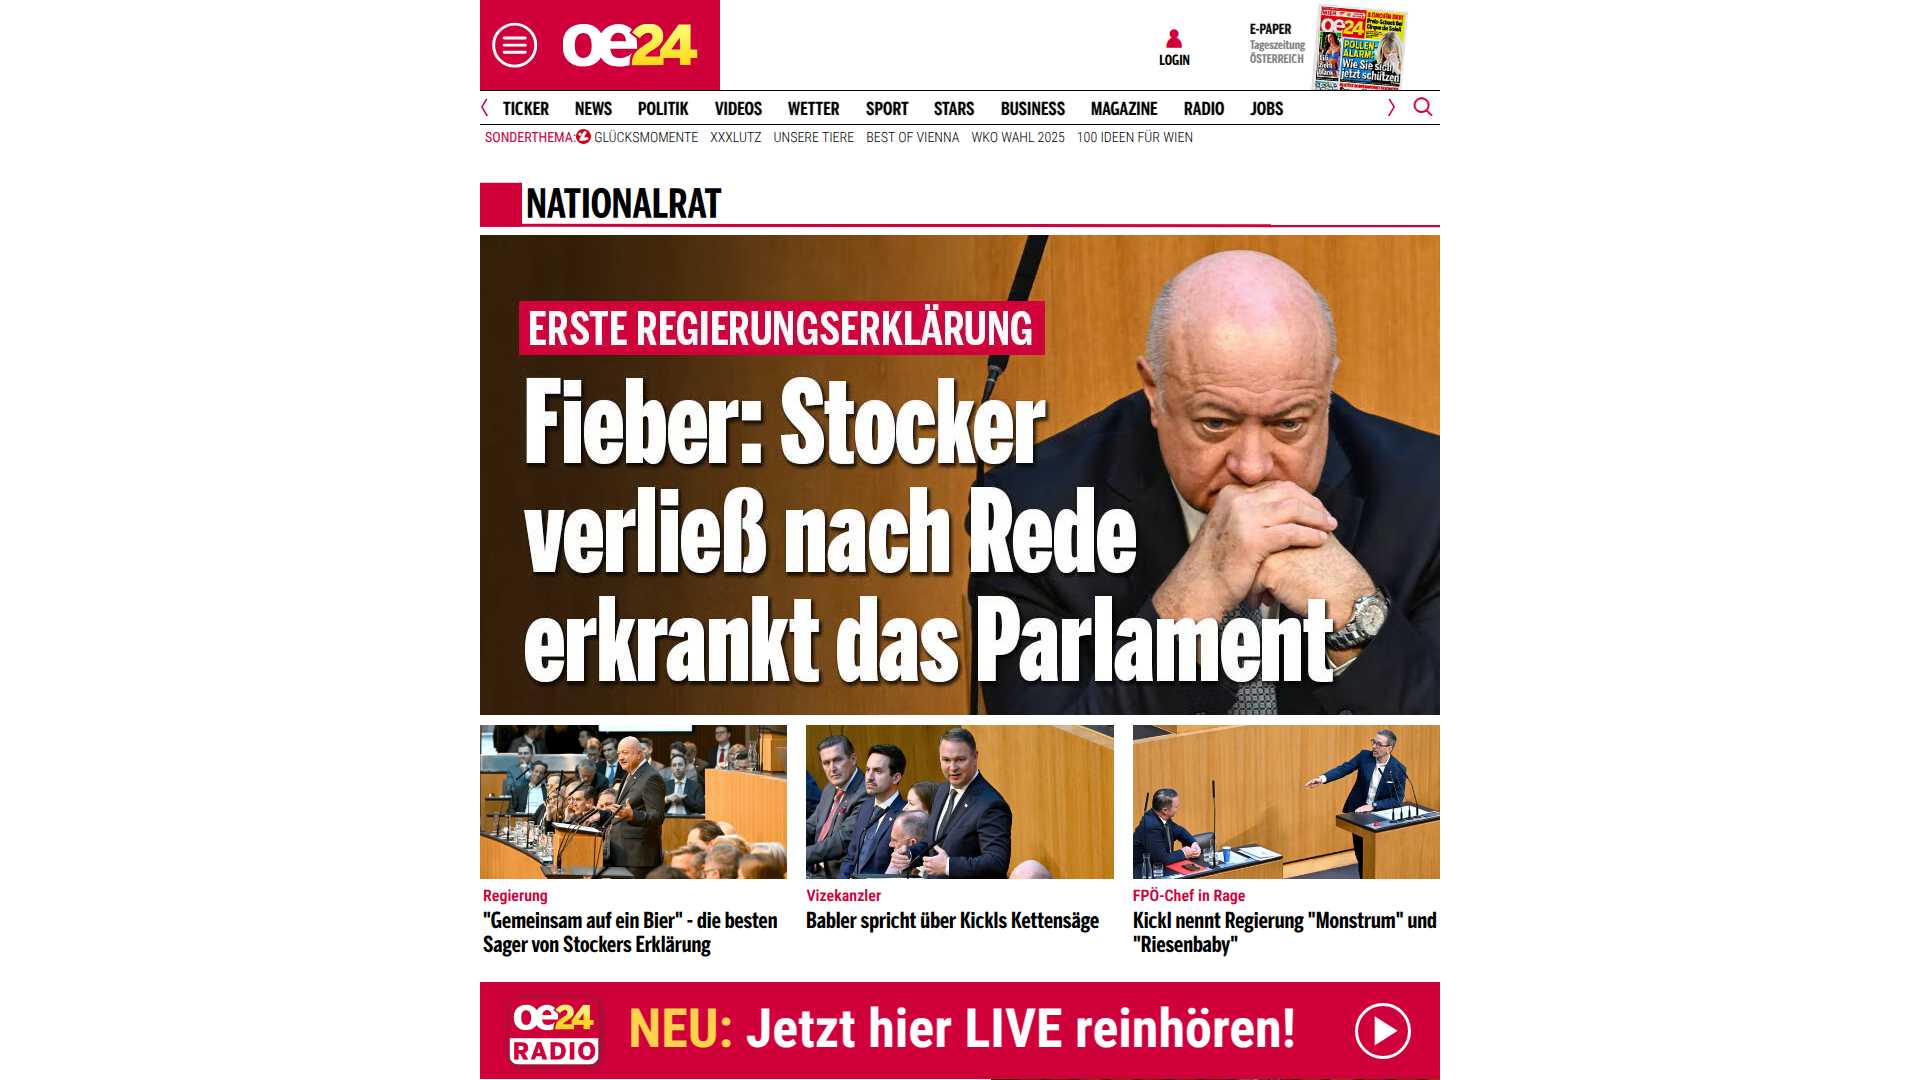 oe24
LOGIN
E-PAPER
Tageszeitung
ÖSTERREICH
oe24
POLLEN-
ALARM:
Wie Sie sich
jetzt schützen
TICKER NEWS POLITIK VIDEOS WETTER SPORT STARS BUSINESS MAGAZINE RADIO JOBS
SONDERTHEMA: GLÜCKSMOMENTE XXXLUTZ UNSERE TIERE BEST OF VIENNA WKO WAHL 2025 100 IDEEN FÜR WIEN
NATIONALRAT
ERSTE REGIERUNGSERKLÄRUNG
Fieber: Stocker
verließ nach Rede
erkrankt das Parlament
Regierung
"Gemeinsam auf ein Bier" - die besten
Sager von Stockers Erklärung
Vizekanzler
Babler spricht über Kickls Kettensäge
FPÖ-Chef in Rage
Kickl nennt Regierung "Monstrum" und
"Riesenbaby"
oe24
RADIO
NEU: Jetzt hier LIVE reinhören!